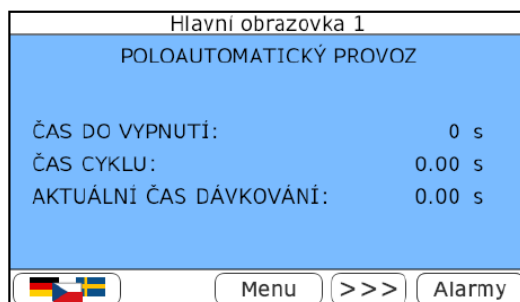 Hlavní obrazovka 1
POLOAUTOMATICKÝ PROVOZ
ČAS DO VYPNUTÍ: 0 s
ČAS CYKLU: 0.00 s
AKTUÁLNÍ ČAS DÁVKOVÁNÍ: 0.00 s
Menu >>> Alarmy